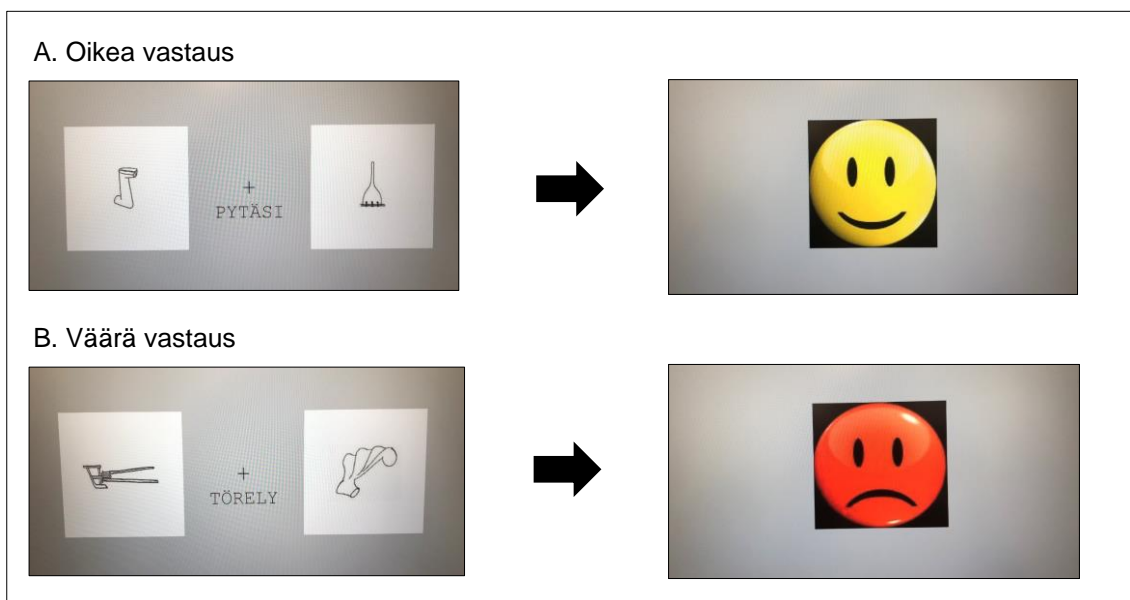 A. Oikea vastaus
+
PYTÄSI
B. Väärä vastaus
+
TÖRELY